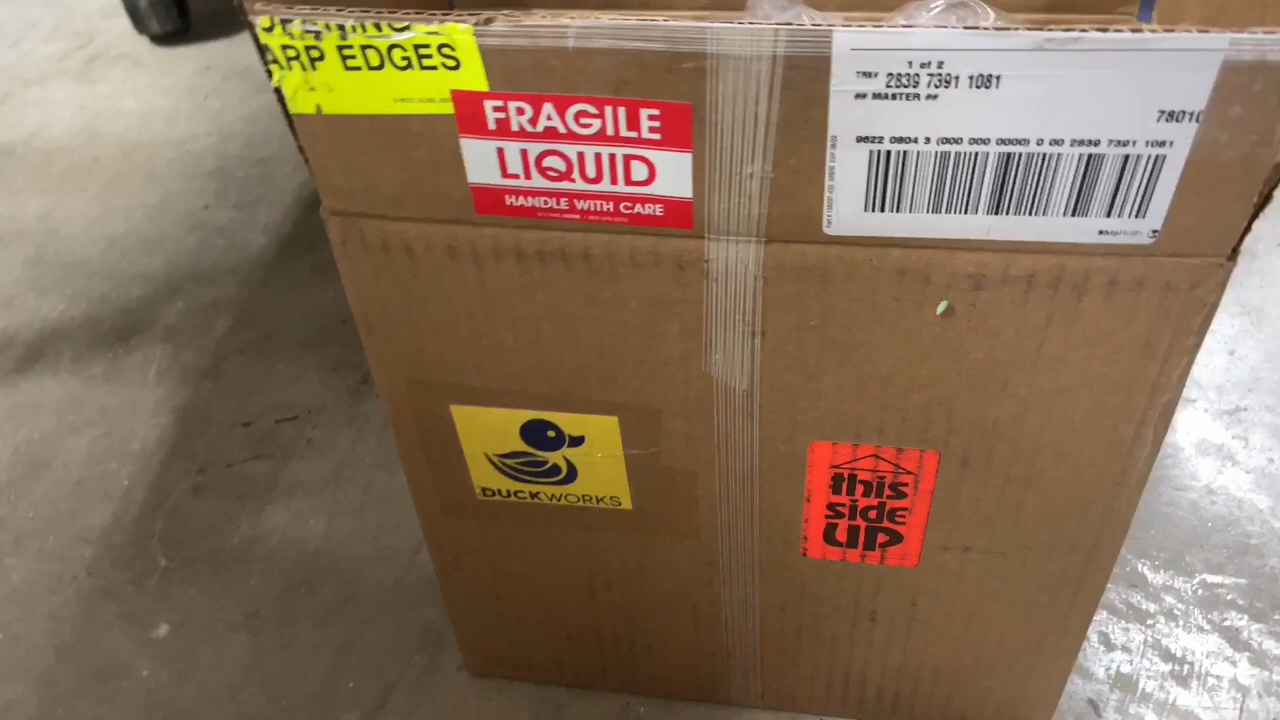 ARP EDGES
FRAGILE
LIQUID
HANDLE WITH CARE
1 of 2
TRK# 2839 7391 1081
## MASTER ##
7801
9622 0804 3 (000 000 0000) 0 00 2839 7391 1081
DUCKWORKS
this
side
UP